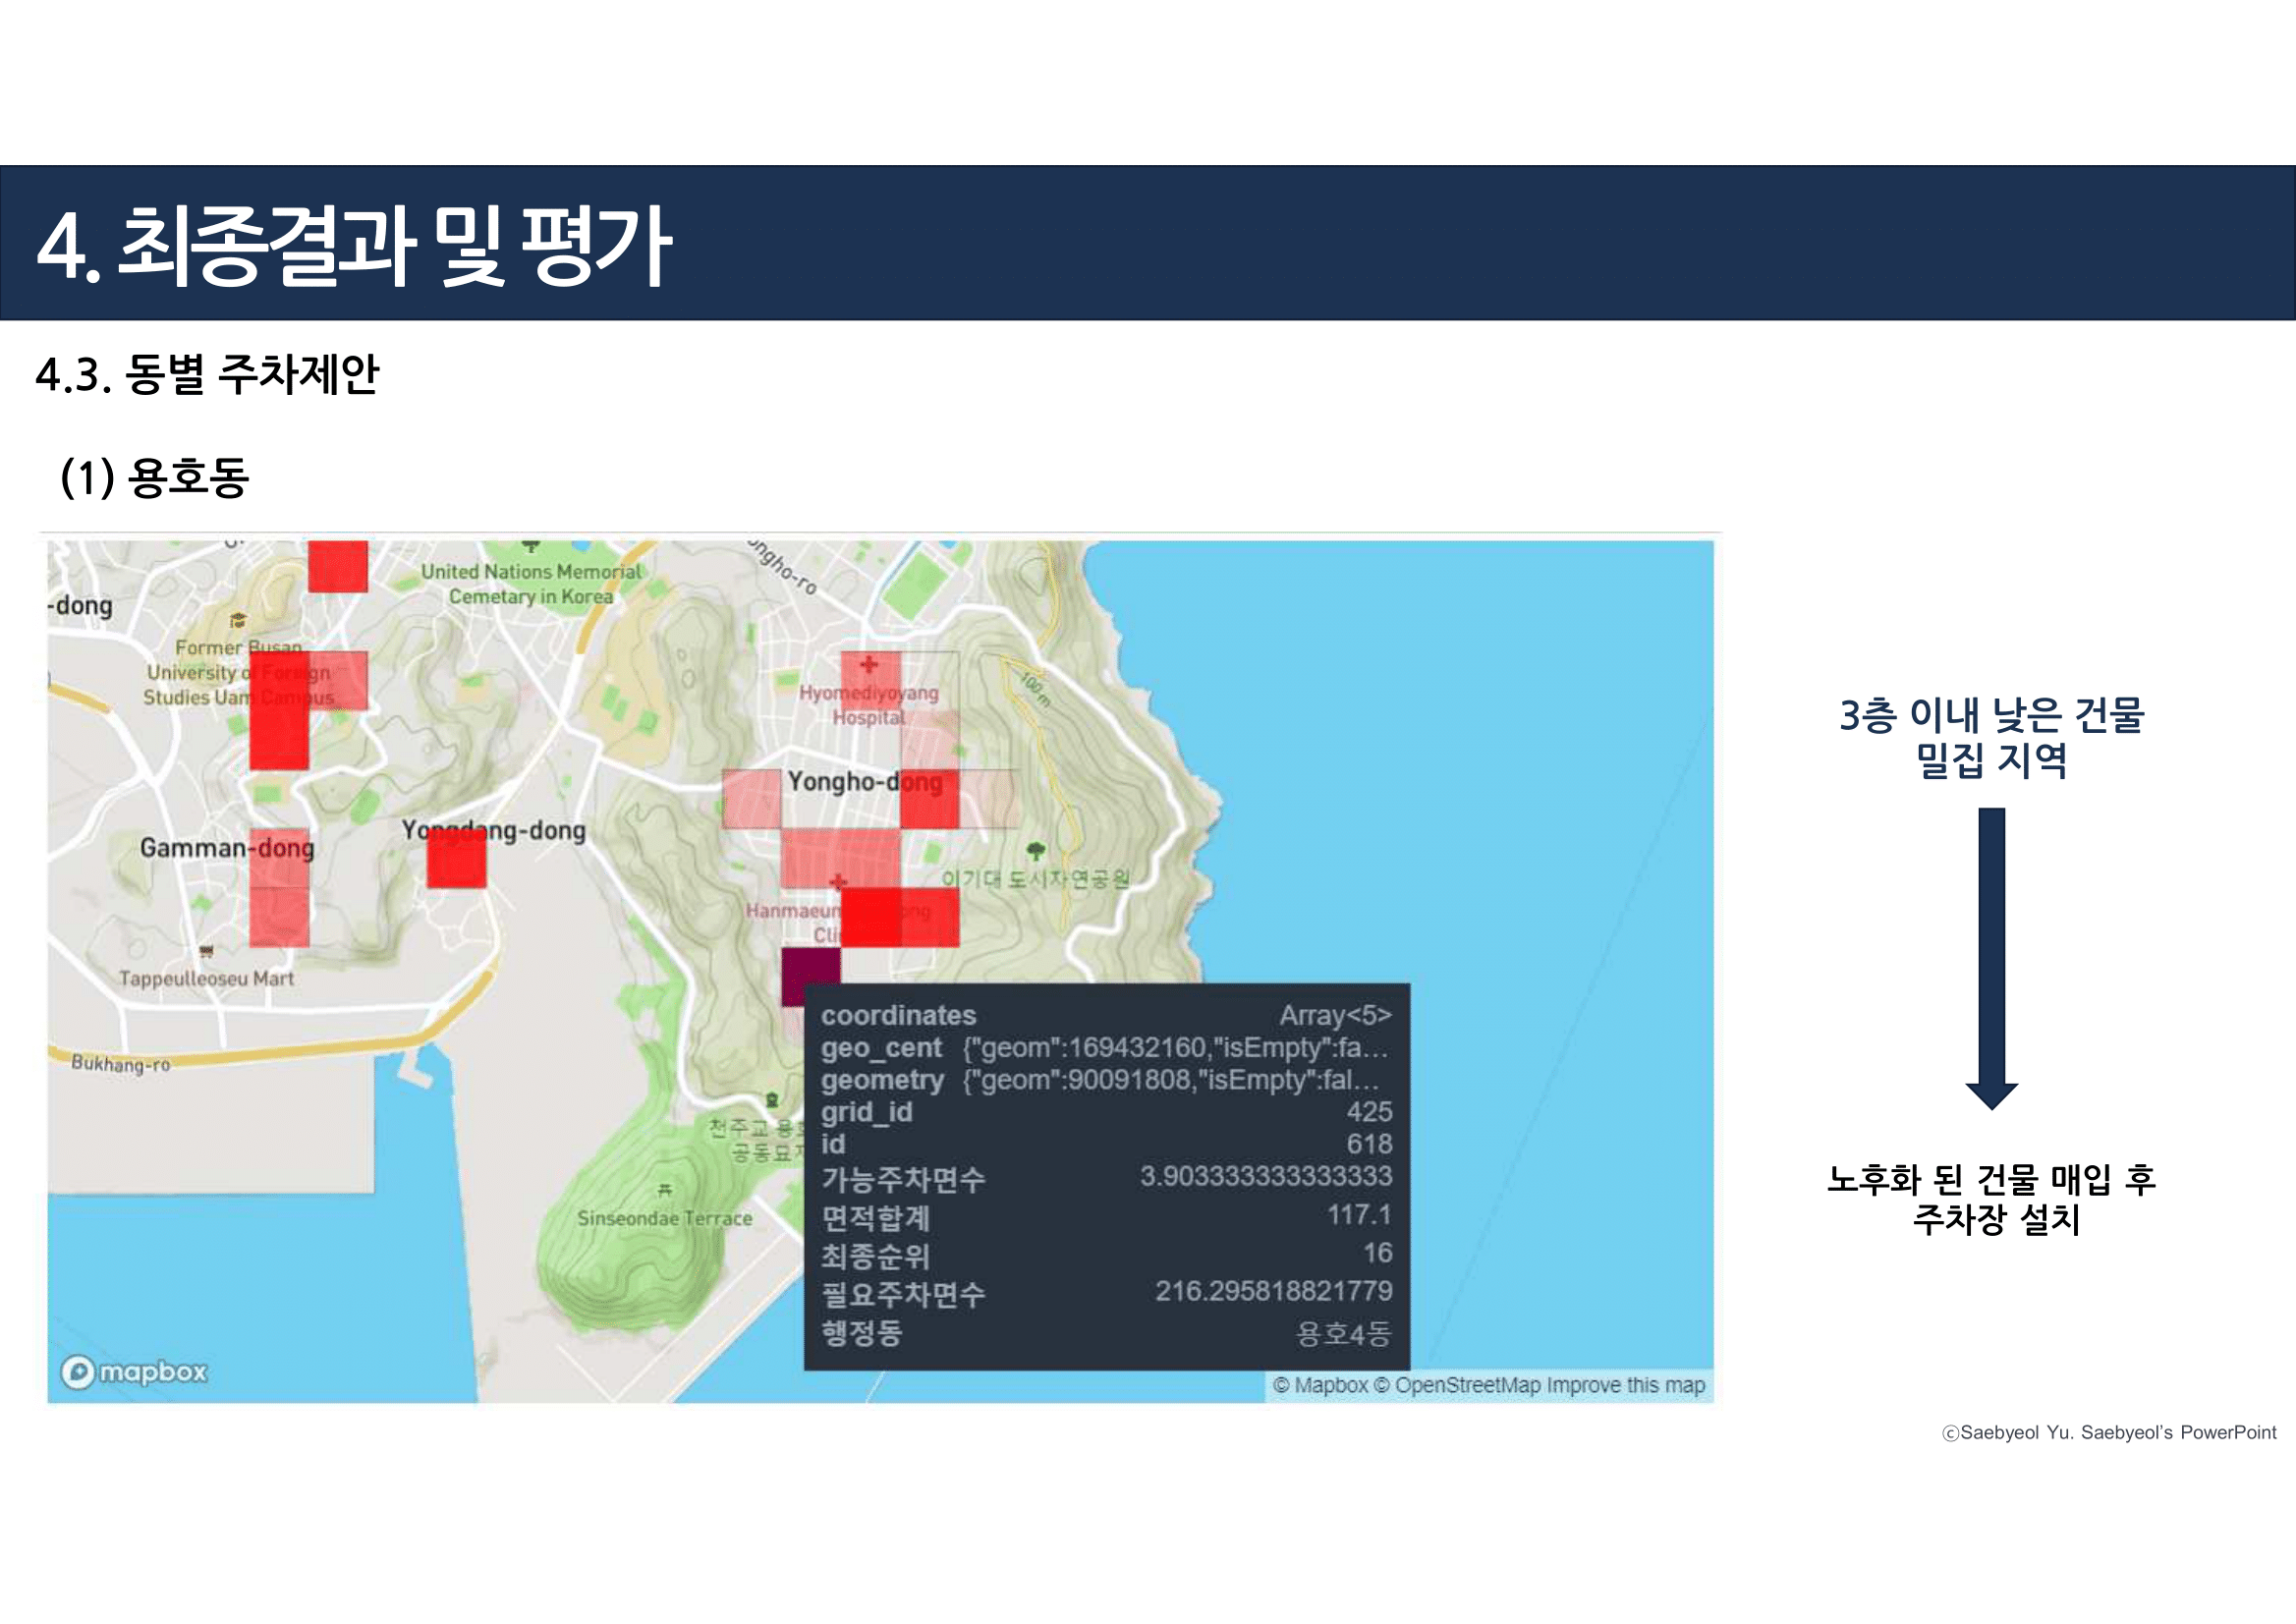 4. 최종결과 및 평가
4.3. 동별 주차제안
(1) 용호동
ongho-ro
United Nations Memorial
Cemetary in Korea
-dong
Former Busan
University of Foreign
Studies Uam Campus
100 m
Hyomediyoyang
Hospital
Yongho-dong
Yongdang-dong
Gamman-dong
이기대 도시자연공원
Hanmaeum
Tappeulleoseu Mart
Bukhang-ro
천주교 용호
공동묘지
Sinseondae Terrace
coordinates Array<5>
geo_cent {"geom":169432160,"isEmpty":fa...
geometry {"geom":90091808,"isEmpty":fal...
grid_id 425
id 618
가능주차면수 3.903333333333333
면적합계 117.1
최종순위 16
필요주차면수 216.295818821779
행정동 용호4동
mapbox
© Mapbox © OpenStreetMap Improve this map
3층 이내 낮은 건물
밀집 지역
노후화 된 건물 매입 후
주차장 설치
ⓒSaebyeol Yu. Saebyeol's PowerPoint